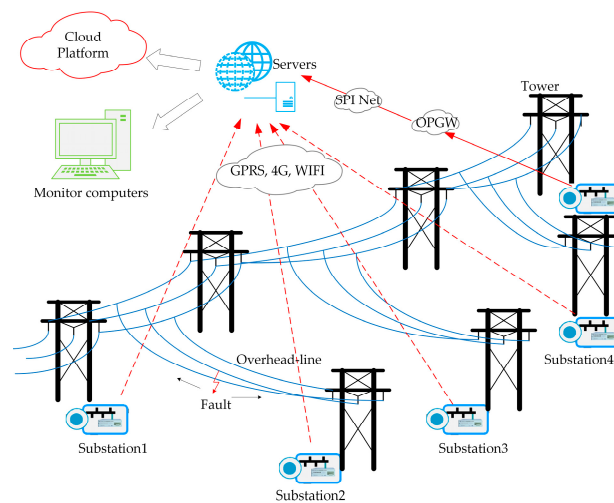 Cloud
Platform
Servers
SPI Net
Tower
OPGW
GPRS, 4G, WIFI
Monitor computers
Overhead-line
Substation4
Fault
Substation1
Substation3
Substation2